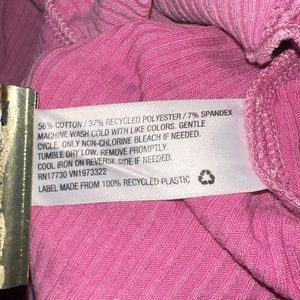 56% COTTON / 37% RECYCLED POLYESTER / 7% SPANDEX
MACHINE WASH COLD WITH LIKE COLORS. GENTLE
CYCLE. ONLY NON-CHLORINE BLEACH IF NEEDED.
TUMBLE DRY LOW. REMOVE PROMPTLY.
COOL IRON ON REVERSE SIDE IF NEEDED.
RN17730 VN1973322
LABEL MADE FROM 100% RECYCLED PLASTIC